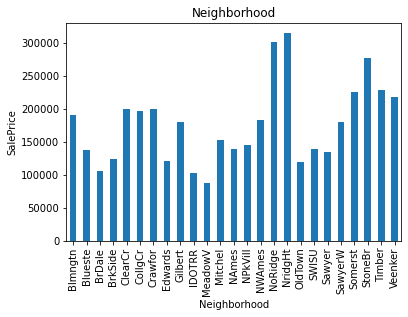 Neighborhood
300000
250000
200000
150000
100000
50000
0
SalePrice
Blmngtn
Blueste
BrDale
BrkSide
ClearCr
CollgCr
Crawfor
Edwards
Gilbert
IDOTRR
MeadowV
Mitchel
NAmes
NPkVill
NWAmes
NoRidge
NridgHt
OldTown
SWISU
Sawyer
SawyerW
Somerst
StoneBr
Timber
Veenker
Neighborhood